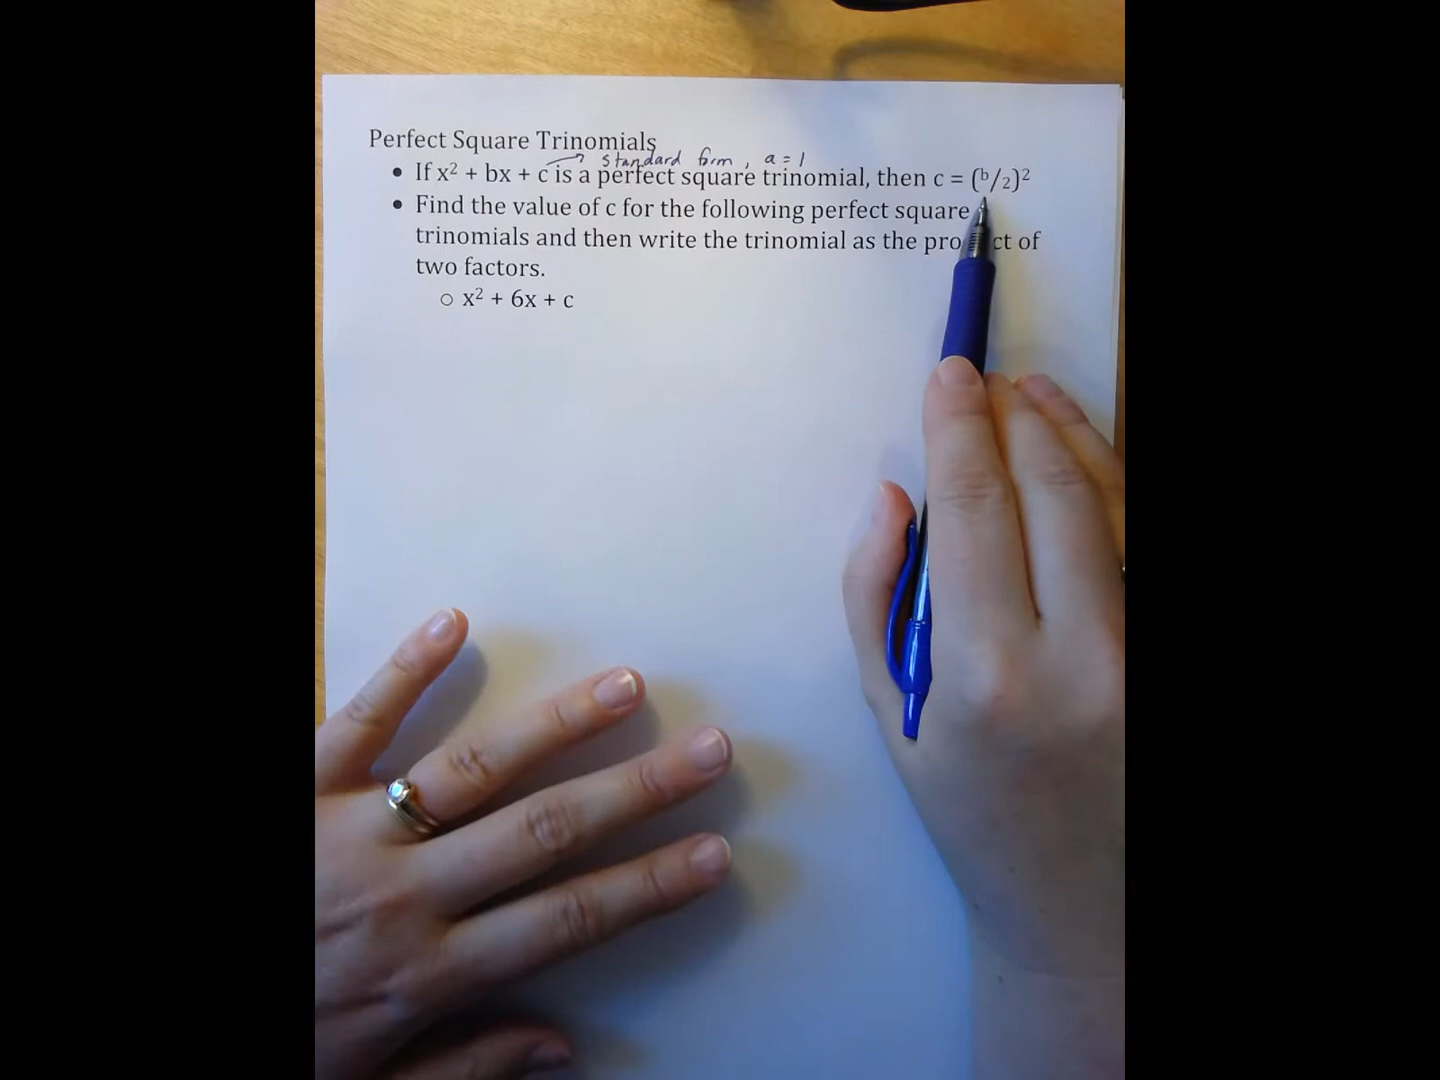 Perfect Square Trinomials
standard form, a = 1
• If x² + bx + c is a perfect square trinomial, then c = (ᵇ/₂)²
• Find the value of c for the following perfect square
trinomials and then write the trinomial as the of
two factors.
○ x² + 6x + c